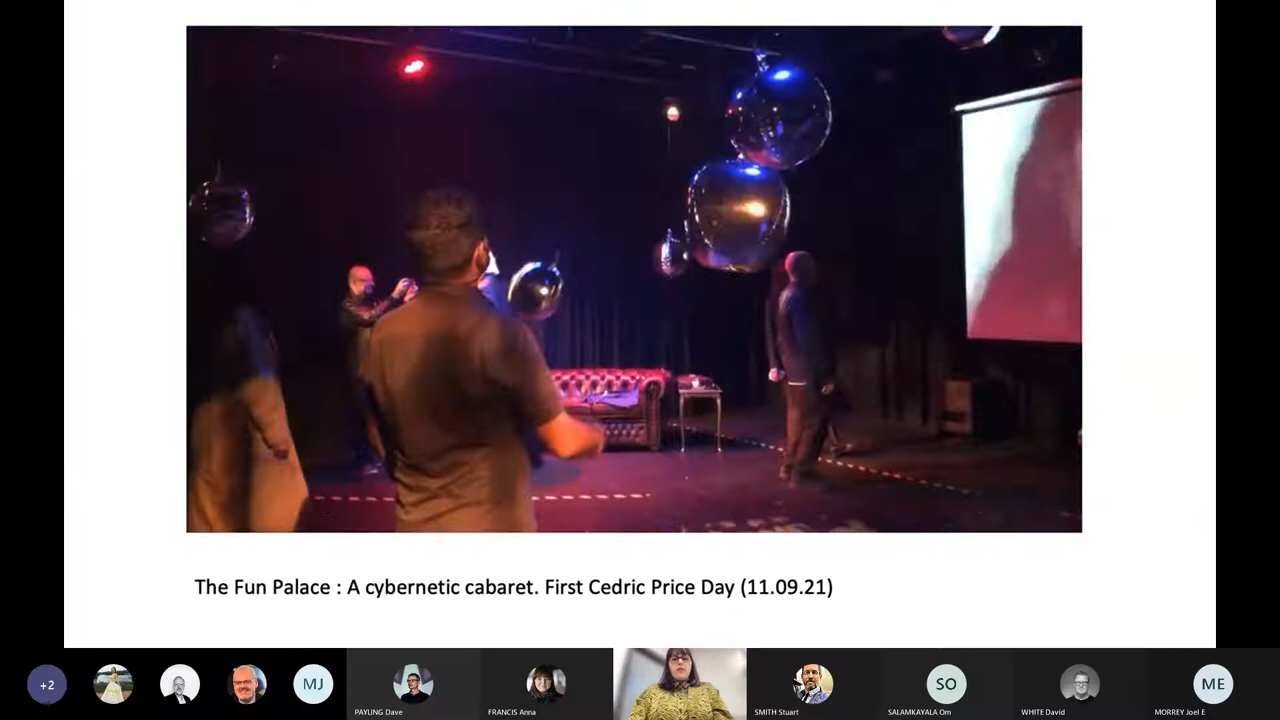 The Fun Palace : A cybernetic cabaret. First Cedric Price Day (11.09.21)
+2
MJ
PAYLING Dave
FRANCIS Anna
SMITH Stuart
SO
SALAMKAYALA Om
WHITE David
ME
MORREY Joel E